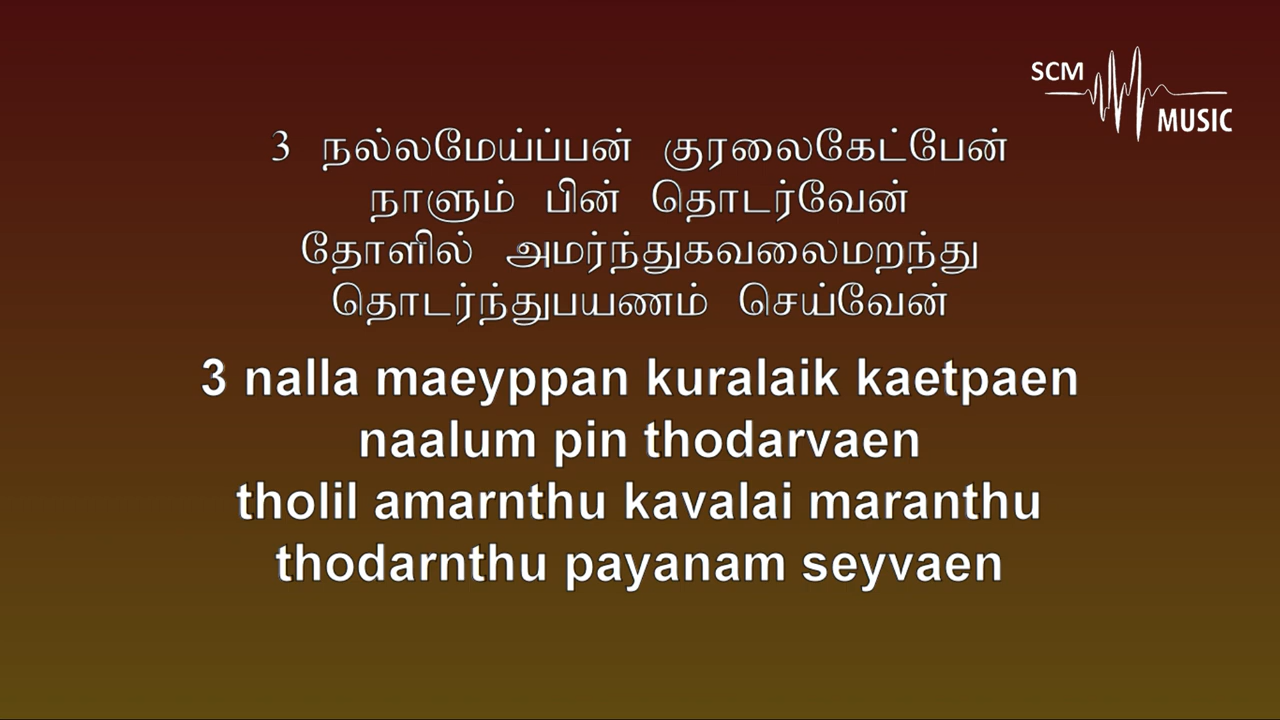 SCM
MUSIC
3 நல்லமேய்ப்பன் குரலைகேட்பேன்
நாளும் பின் தொடர்வேன்
தோளில் அமர்ந்துகவலைமறந்து
தொடர்ந்துபயணம் செய்வேன்
3 nalla maeyppan kuralaik kaetpaen
naalum pin thodarvaen
tholil amarnthu kavalai maranthu
thodarnthu payanam seyvaen